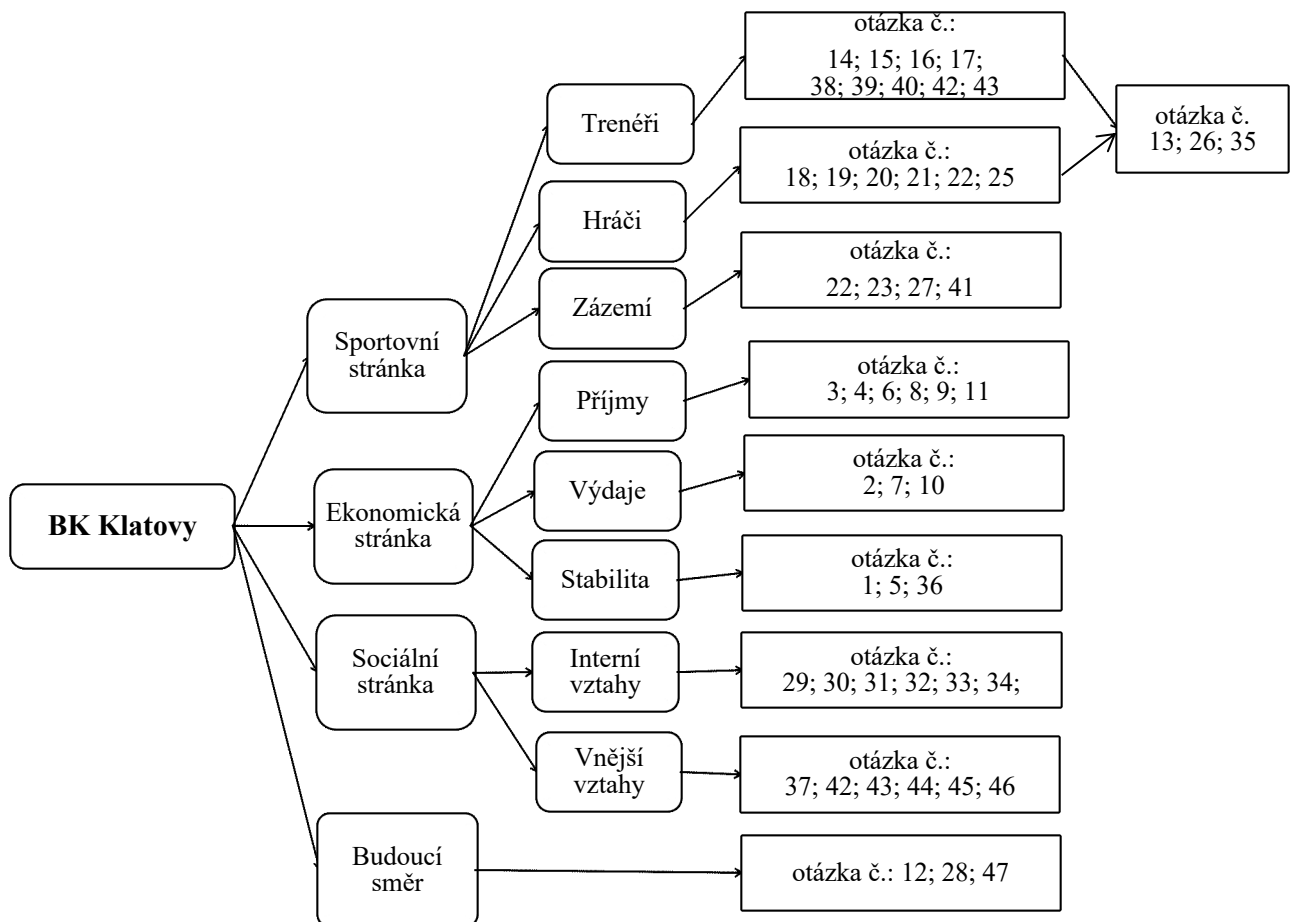 BK Klatovy
Sportovní
stránka
Trenéři
otázka č.:
14; 15; 16; 17;
38; 39; 40; 42; 43
Hráči
otázka č.:
18; 19; 20; 21; 22; 25
otázka č.
13; 26; 35
Zázemí
otázka č.:
22; 23; 27; 41
Ekonomická
stránka
Příjmy
otázka č.:
3; 4; 6; 8; 9; 11
Výdaje
otázka č.:
2; 7; 10
Stabilita
otázka č.:
1; 5; 36
Sociální
stránka
Interní
vztahy
otázka č.:
29; 30; 31; 32; 33; 34;
Vnější
vztahy
otázka č.:
37; 42; 43; 44; 45; 46
Budoucí
směr
otázka č.: 12; 28; 47